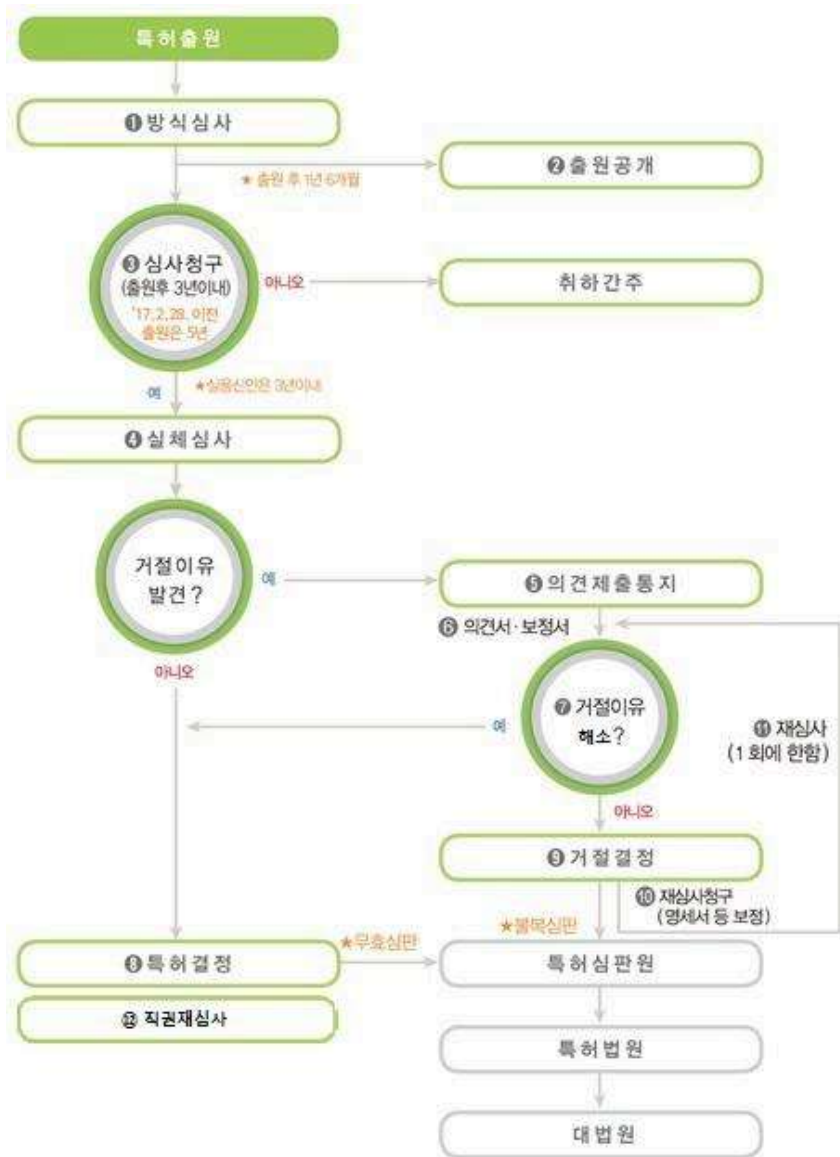 특허출원
❶방식심사
★ 출원 후 1년 6개월
❷출원공개
❸심사청구
(출원후 3년이내)
'17.2.28. 이전
출원은 5년
아니오
취하간주
예
★실용신안은 3년이내
❹실체심사
거절이유
발견?
예
❺의견제출통지
아니오
❻ 의견서·보정서
❼ 거절이유
해소?
예
⓫ 재심사
(1회에 한함)
아니오
❾거절결정
❿ 재심사청구
(명세서 등 보정)
★불복심판
★무효심판
❽특허결정
특허심판원
⑫ 직권재심사
특허법원
대법원